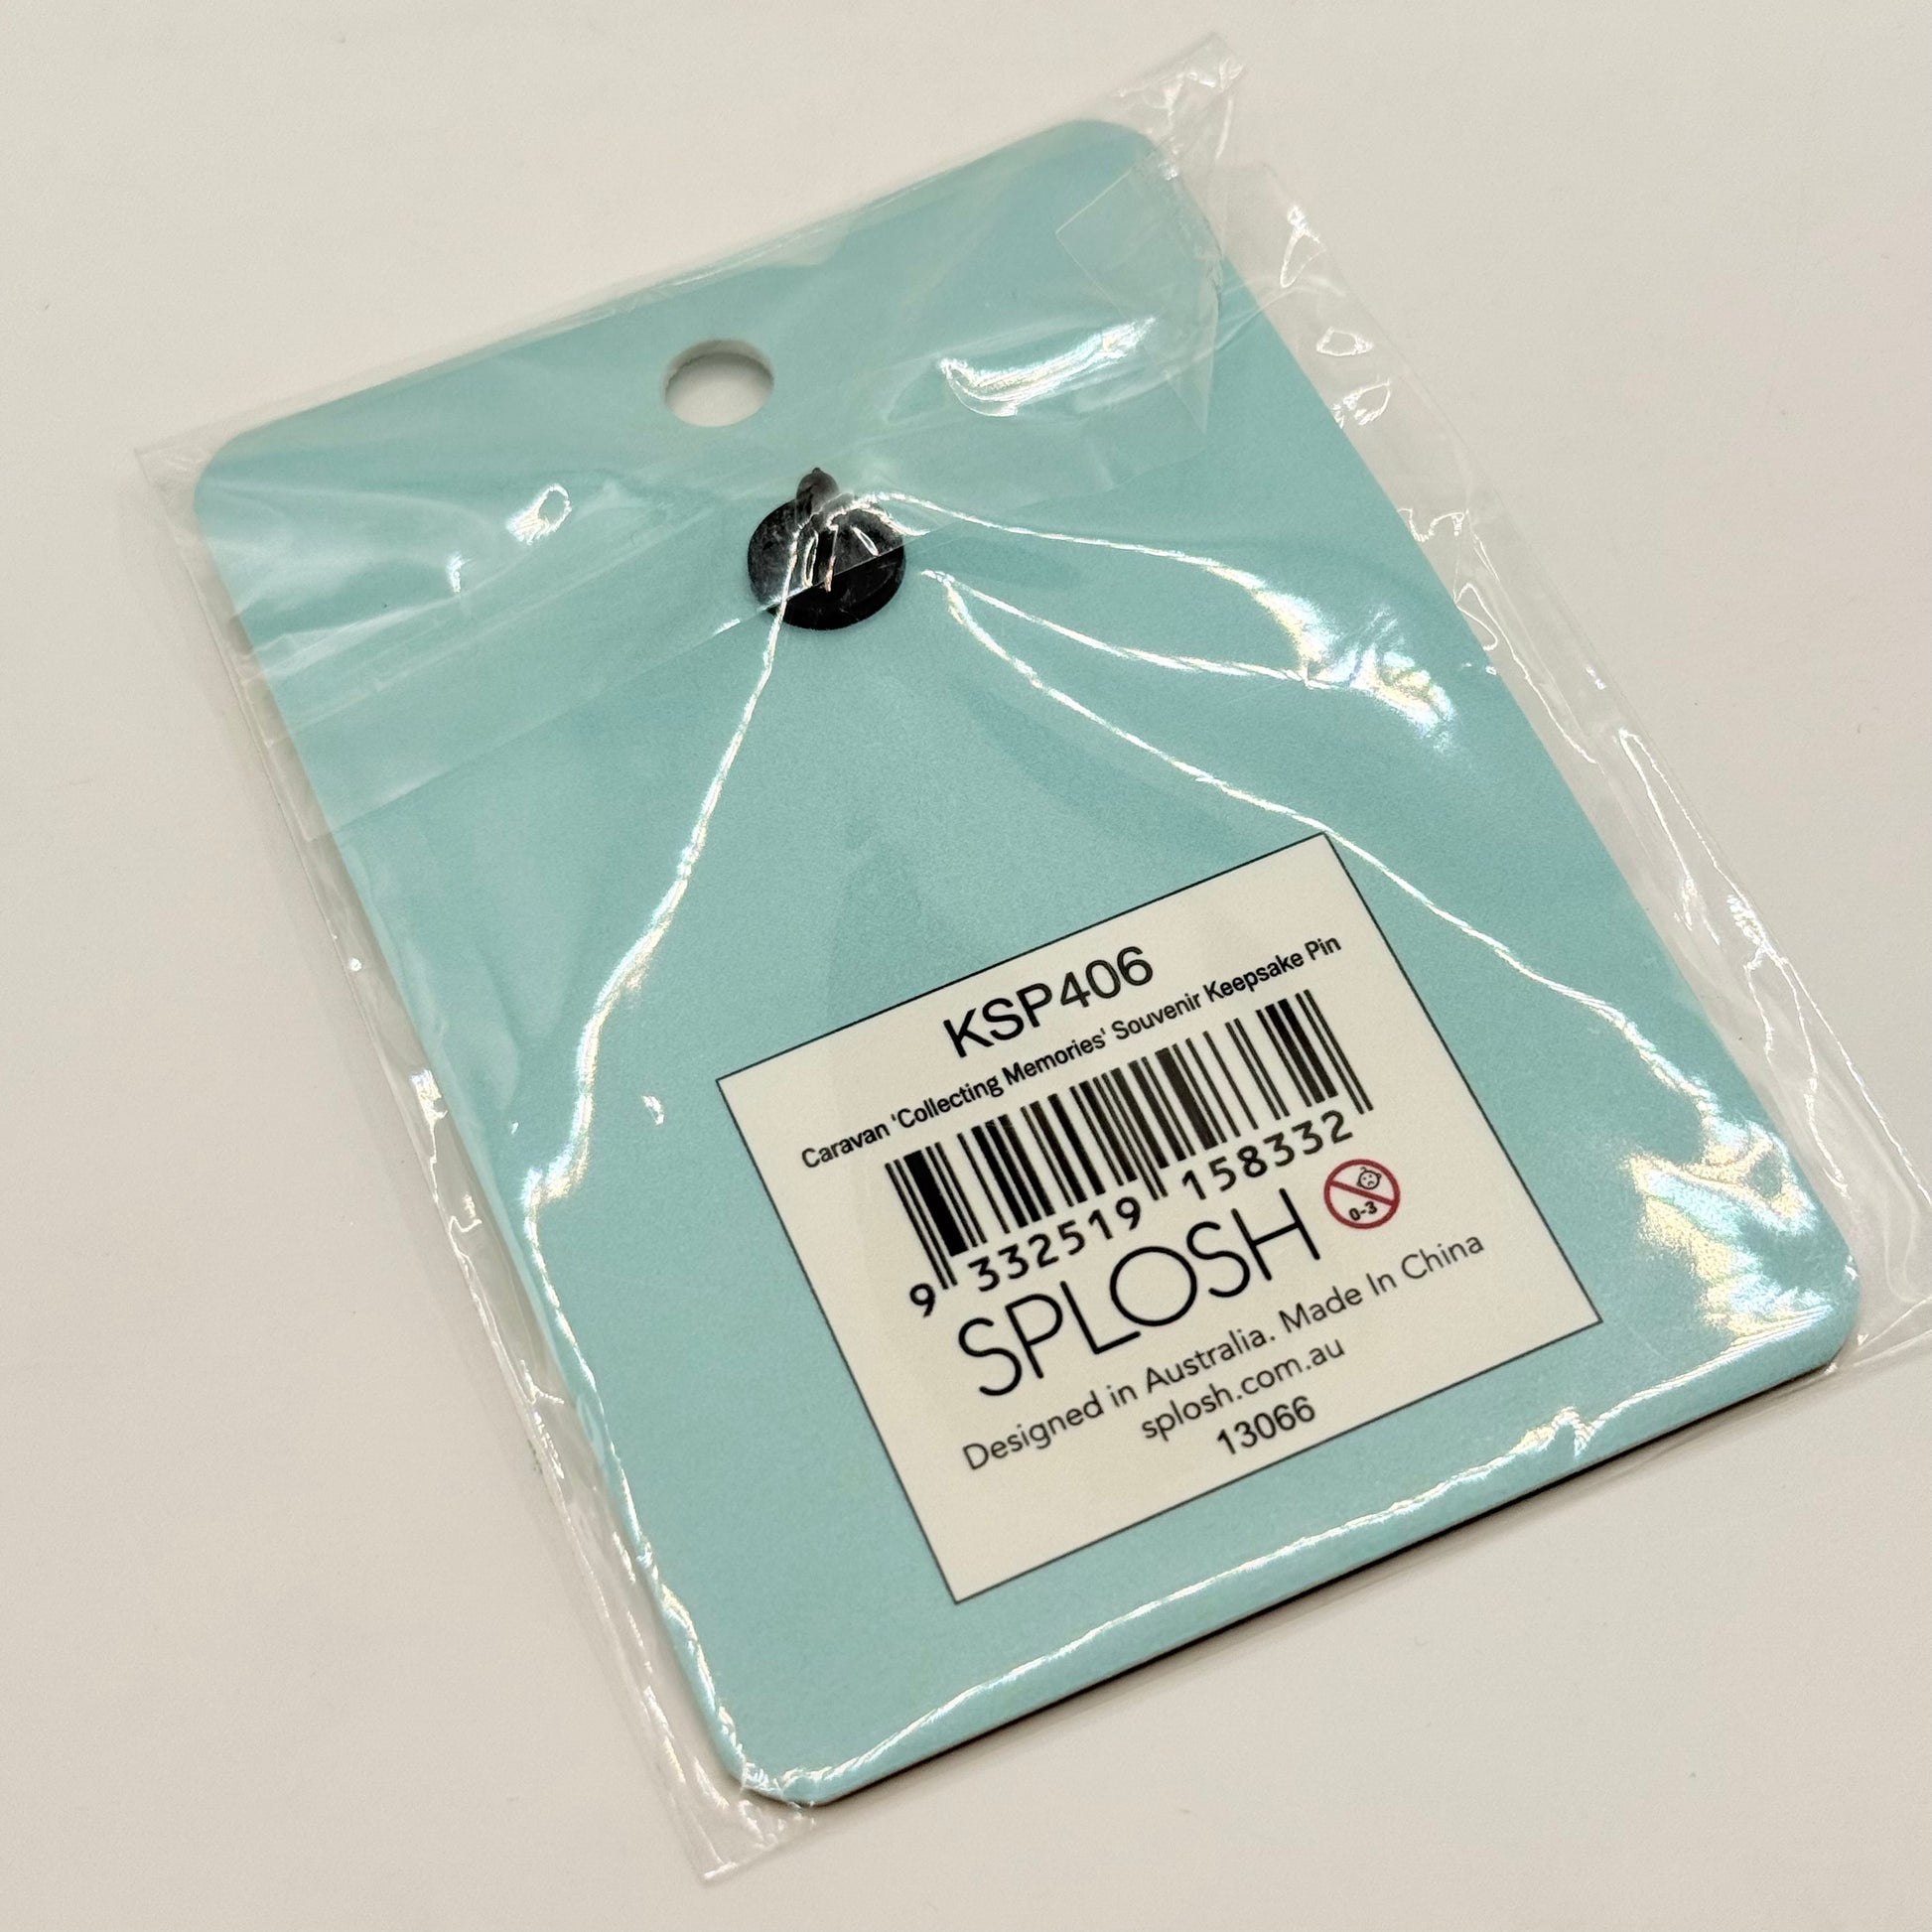 KSP406
Caravan 'Collecting Memories' Souvenir Keepsake Pin
9 332519 158332
SPLOSH
0-3
Designed in Australia. Made In China
splosh.com.au
13066